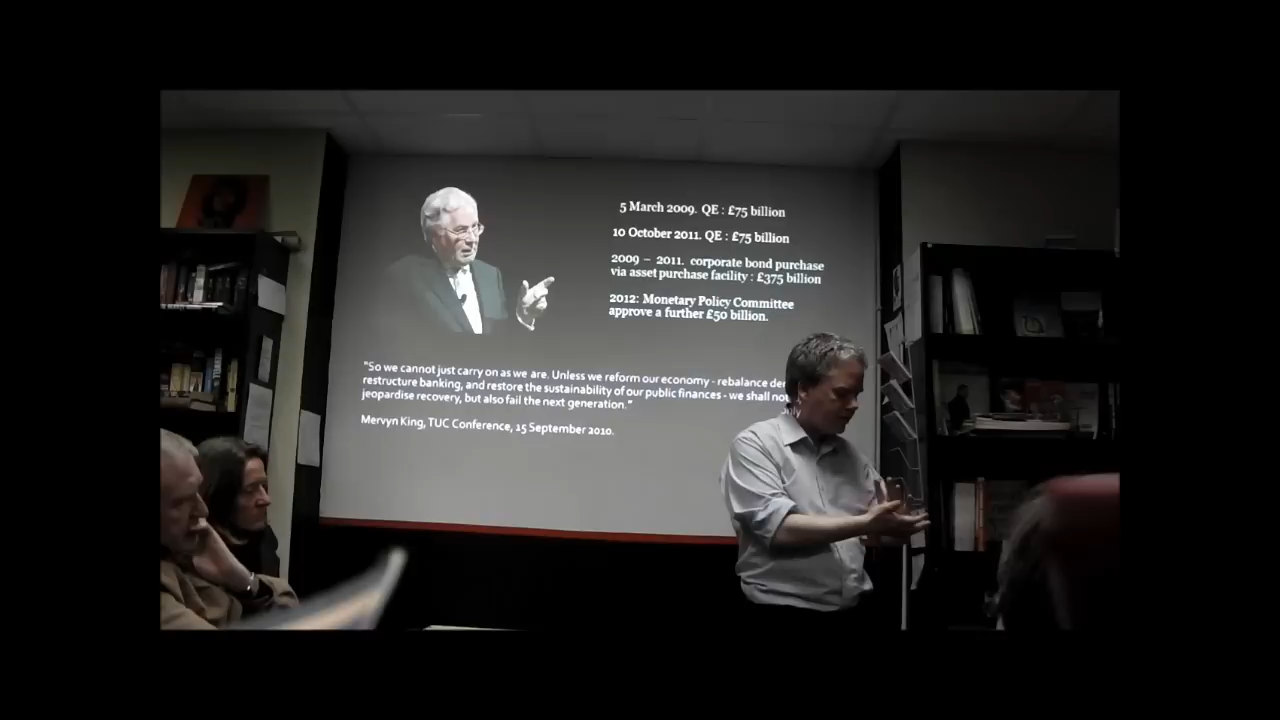 5 March 2009. QE : £75 billion
10 October 2011. QE : £75 billion
2009 – 2011. corporate bond purchase
via asset purchase facility : £375 billion
2012: Monetary Policy Committee
approve a further £50 billion.
"So we cannot just carry on as we are. Unless we reform our economy - rebalance
restructure banking, and restore the sustainability of our public finances - we shall not
only
jeopardise recovery, but also fail the next generation."
Mervyn King, TUC Conference, 15 September 2010.